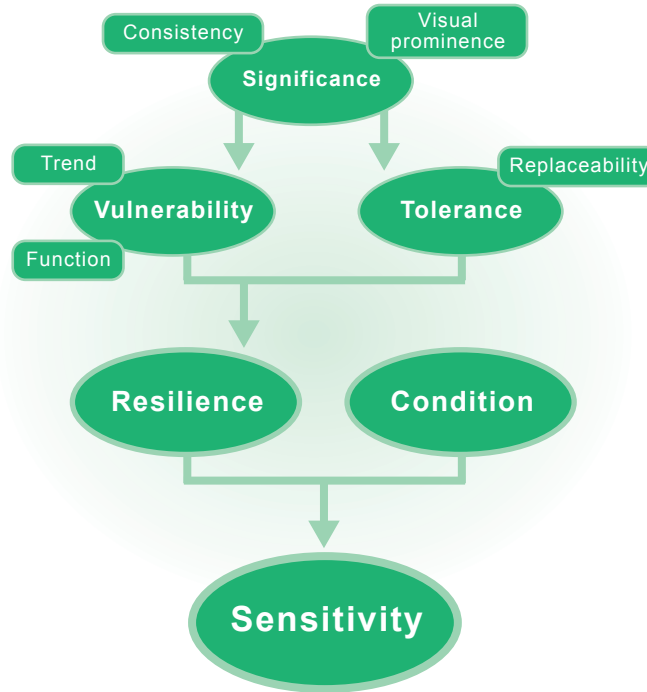 Consistency
Visual
prominence
Significance
Trend
Replaceability
Vulnerability
Tolerance
Function
Resilience
Condition
Sensitivity